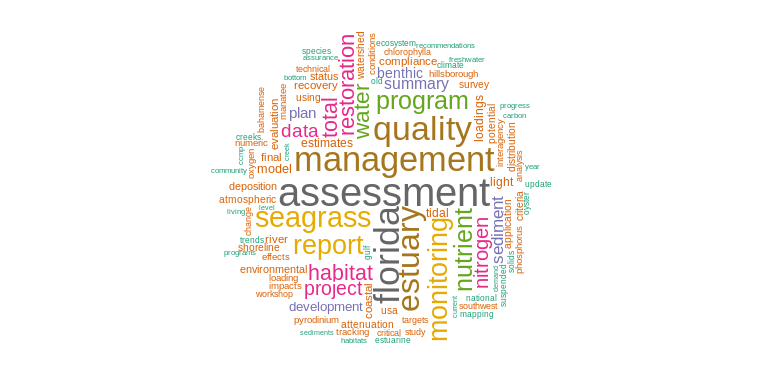 ecosystem
recommendations
species
chlorophylla
assurance
watershed
conditions
compliance
freshwater
climate
technical
status
restoration
benthic
hillsborough
bottom
recovery
old
summary
survey
manatee
using
total
water
program
loadings
potential
progress
carbon
bahamense
evaluation
plan
data
quality
interagency
distribution
creeks
numeric
estimates
ccmp
oxygen
creek
final
management
analysis
community
model
year
deposition
assessment
light
update
atmospheric
living
level
change
seagrass
florida
estuary
tidal
monitoring
nutrient
nitrogen
sediment
application
criteria
oyster
phosphorus
trends
river
report
gulf
programs
shoreline
effects
solids
environmental
habitat
demand
suspended
loading
impacts
project
coastal
workshop
national
current
southwest
development
usa
mapping
pyrodinium
attenuation
targets
sediments
tracking
critical
study
habitats
estuarine